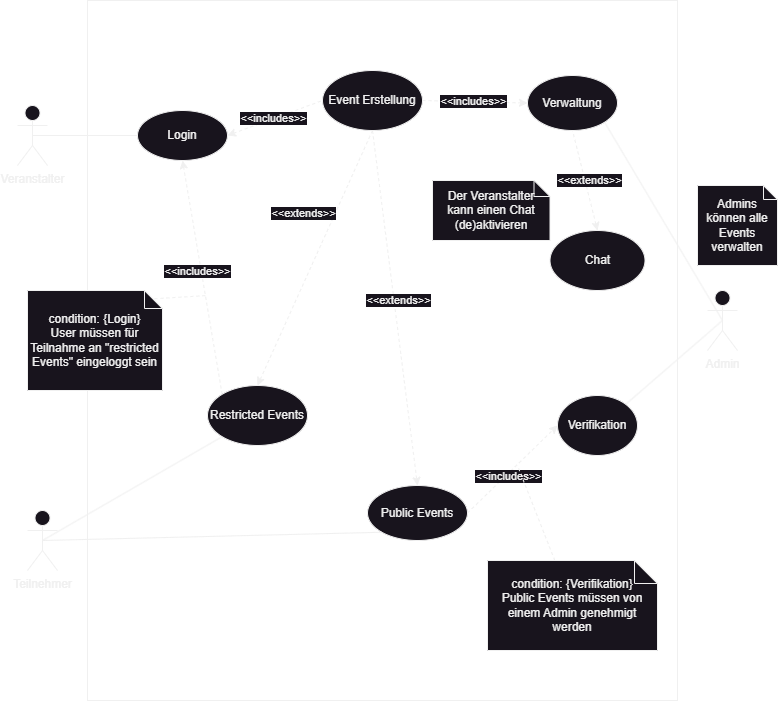 Event Erstellung
Verwaltung
<<includes>>
<<includes>>
Login
Veranstalter
<<extends>>
Der Veranstalter
kann einen Chat
(de)aktivieren
Admins
können alle
Events
verwalten
<<extends>>
Chat
<<includes>>
<<extends>>
condition: {Login}
User müssen für
Teilnahme an "restricted
Events" eingeloggt sein
Admin
Restricted Events
Verifikation
<<includes>>
Public Events
Teilnehmer
condition: {Verifikation}
Public Events müssen von
einem Admin genehmigt
werden